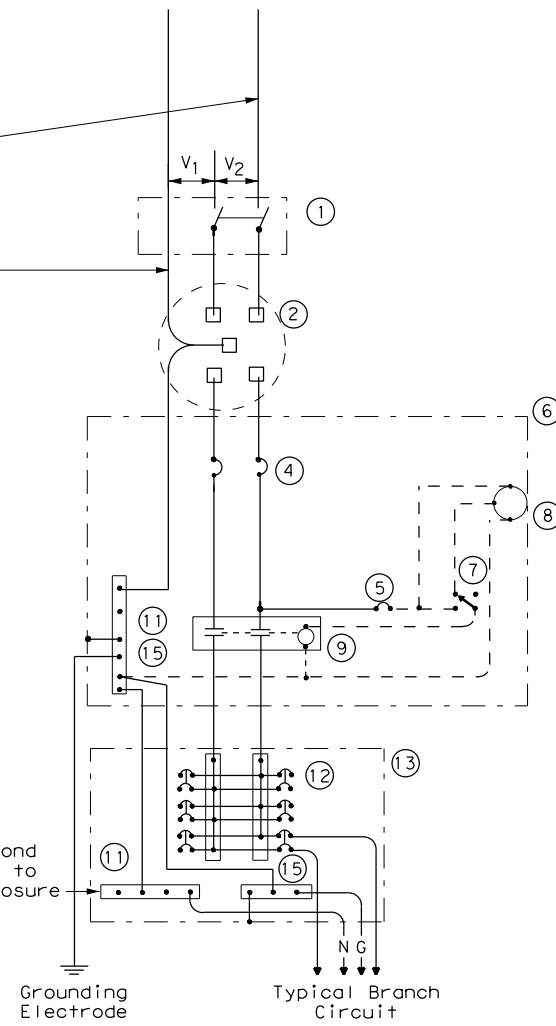 V1
V2
1
2
6
4
8
7
5
11
9
15
13
12
ond
11
to
15
osure
N G
Grounding
Electrode
Typical Branch
Circuit